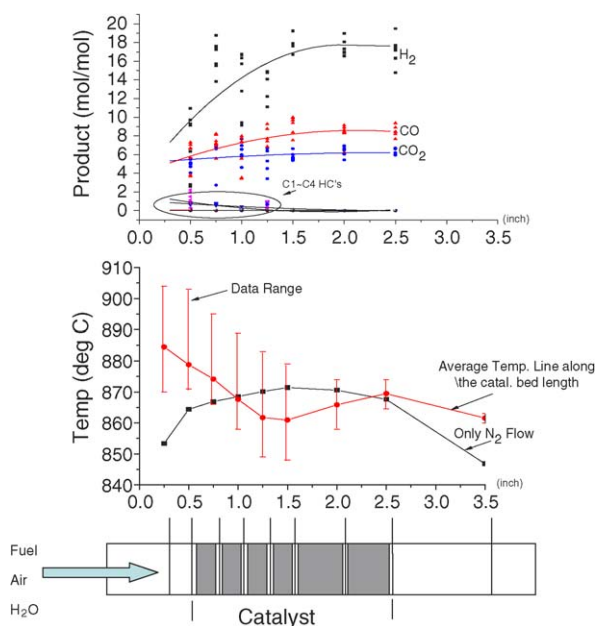 20
18
16
14
12
10
8
6
4
2
0
Product (mol/mol)
H2
CO
CO2
C1–C4 HC's
0.0 0.5 1.0 1.5 2.0 2.5 3.0 3.5
(inch)
910
900
890
880
870
860
850
840
Temp (deg C)
Data Range
Average Temp. Line along
\the catal. bed length
Only N2 Flow
(inch)
0.0 0.5 1.0 1.5 2.0 2.5 3.0 3.5
Fuel
Air
H2O
Catalyst